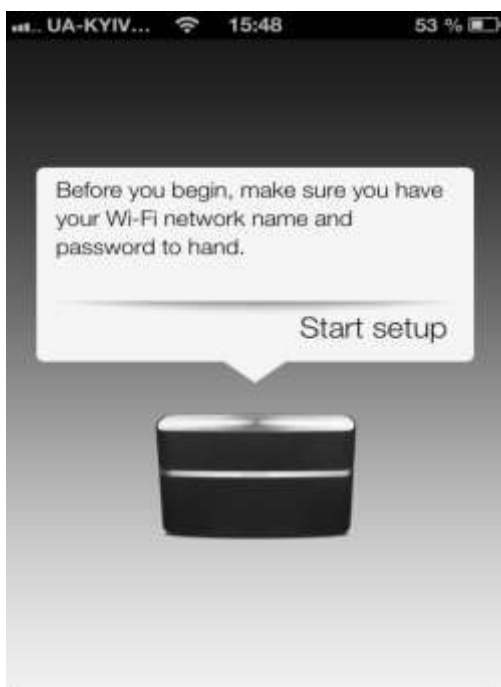 UA-KYIV... 15:48 53 %
Before you begin, make sure you have
your Wi-Fi network name and
password to hand.
Start setup